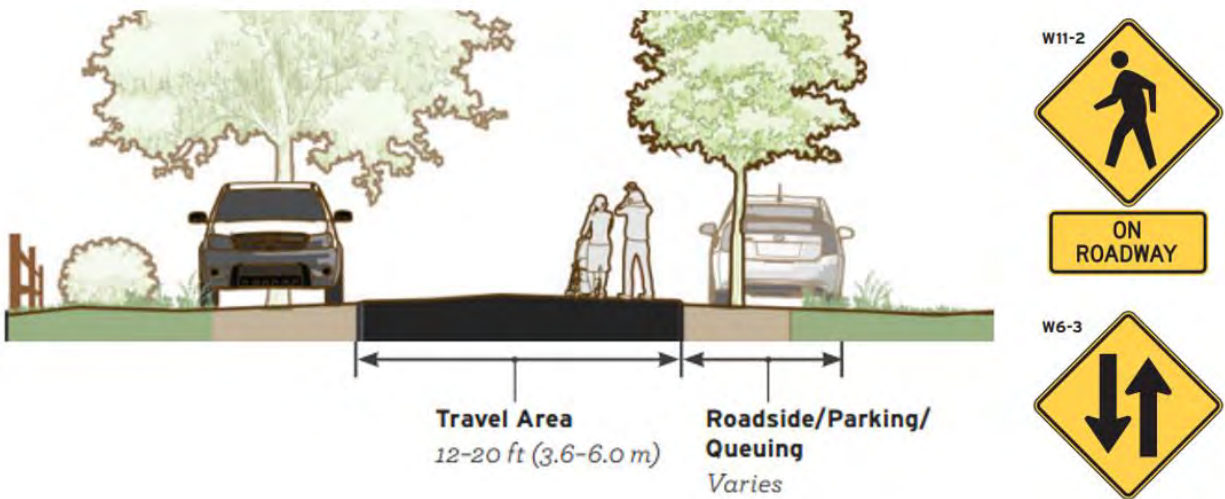 W11-2
ON
ROADWAY
W6-3
Travel Area
12-20 ft (3.6-6.0 m)
Roadside/Parking/
Queuing
Varies